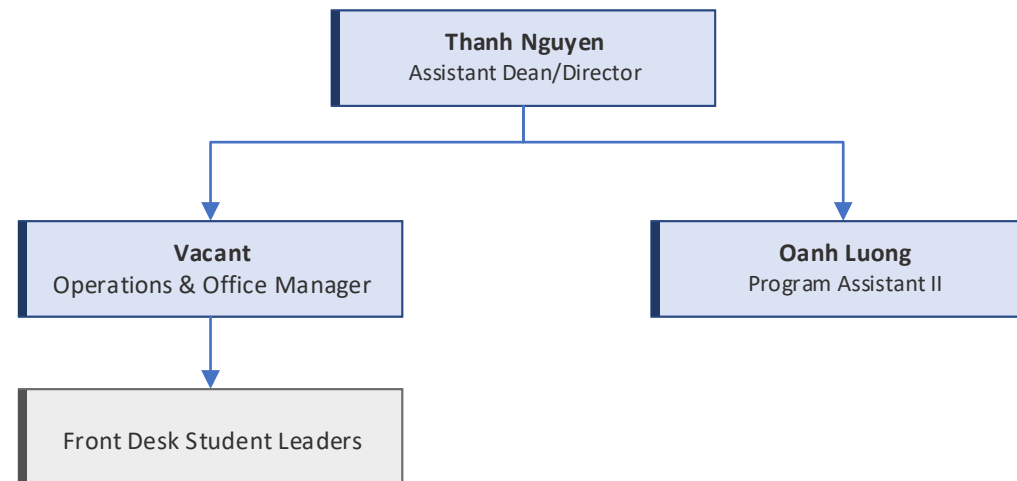 Thanh Nguyen
Assistant Dean/Director
Vacant
Operations & Office Manager
Oanh Luong
Program Assistant II
Front Desk Student Leaders